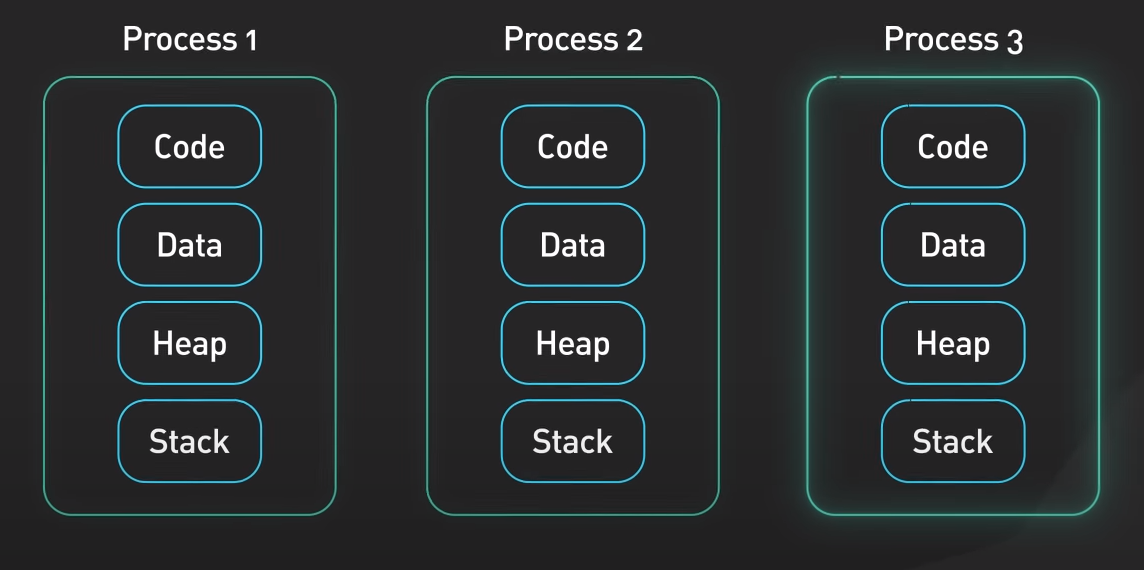 Process 1
Code
Data
Heap
Stack
Process 2
Code
Data
Heap
Stack
Process 3
Code
Data
Heap
Stack